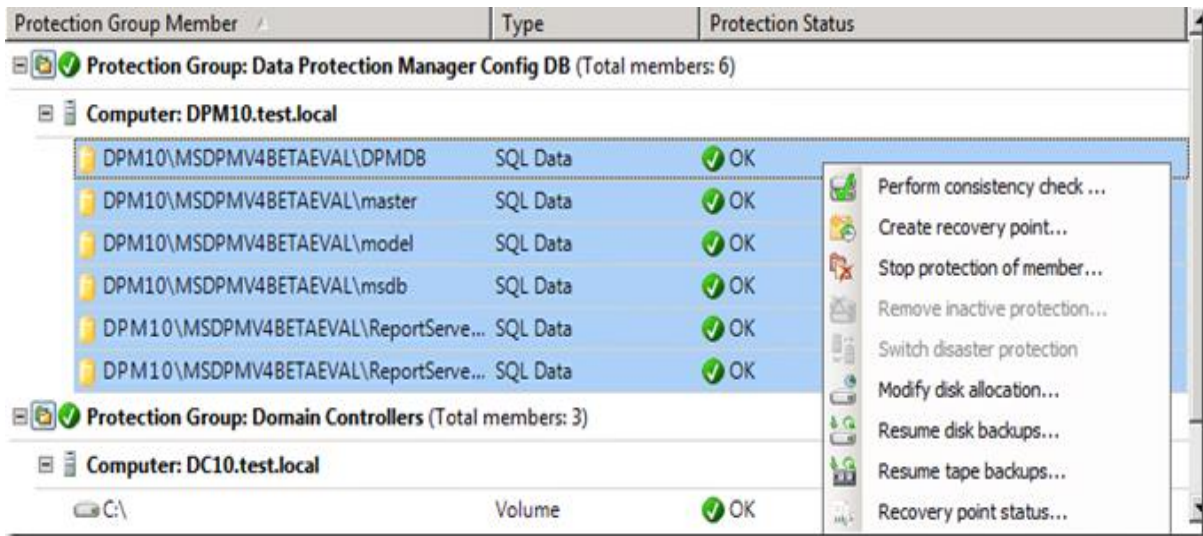 Protection Group Member Type Protection Status
Protection Group: Data Protection Manager Config DB (Total members: 6)
Computer: DPM10.test.local
DPM10\MSDPMV4BETAEVAL\DPMDB SQL Data OK
DPM10\MSDPMV4BETAEVAL\master SQL Data OK
DPM10\MSDPMV4BETAEVAL\model SQL Data OK
DPM10\MSDPMV4BETAEVAL\msdb SQL Data OK
DPM10\MSDPMV4BETAEVAL\ReportServe... SQL Data OK
DPM10\MSDPMV4BETAEVAL\ReportServe... SQL Data OK
Protection Group: Domain Controllers (Total members: 3)
Computer: DC10.test.local
C:\ Volume OK
Perform consistency check ...
Create recovery point...
Stop protection of member...
Remove inactive protection...
Switch disaster protection
Modify disk allocation...
Resume disk backups...
Resume tape backups...
Recovery point status...